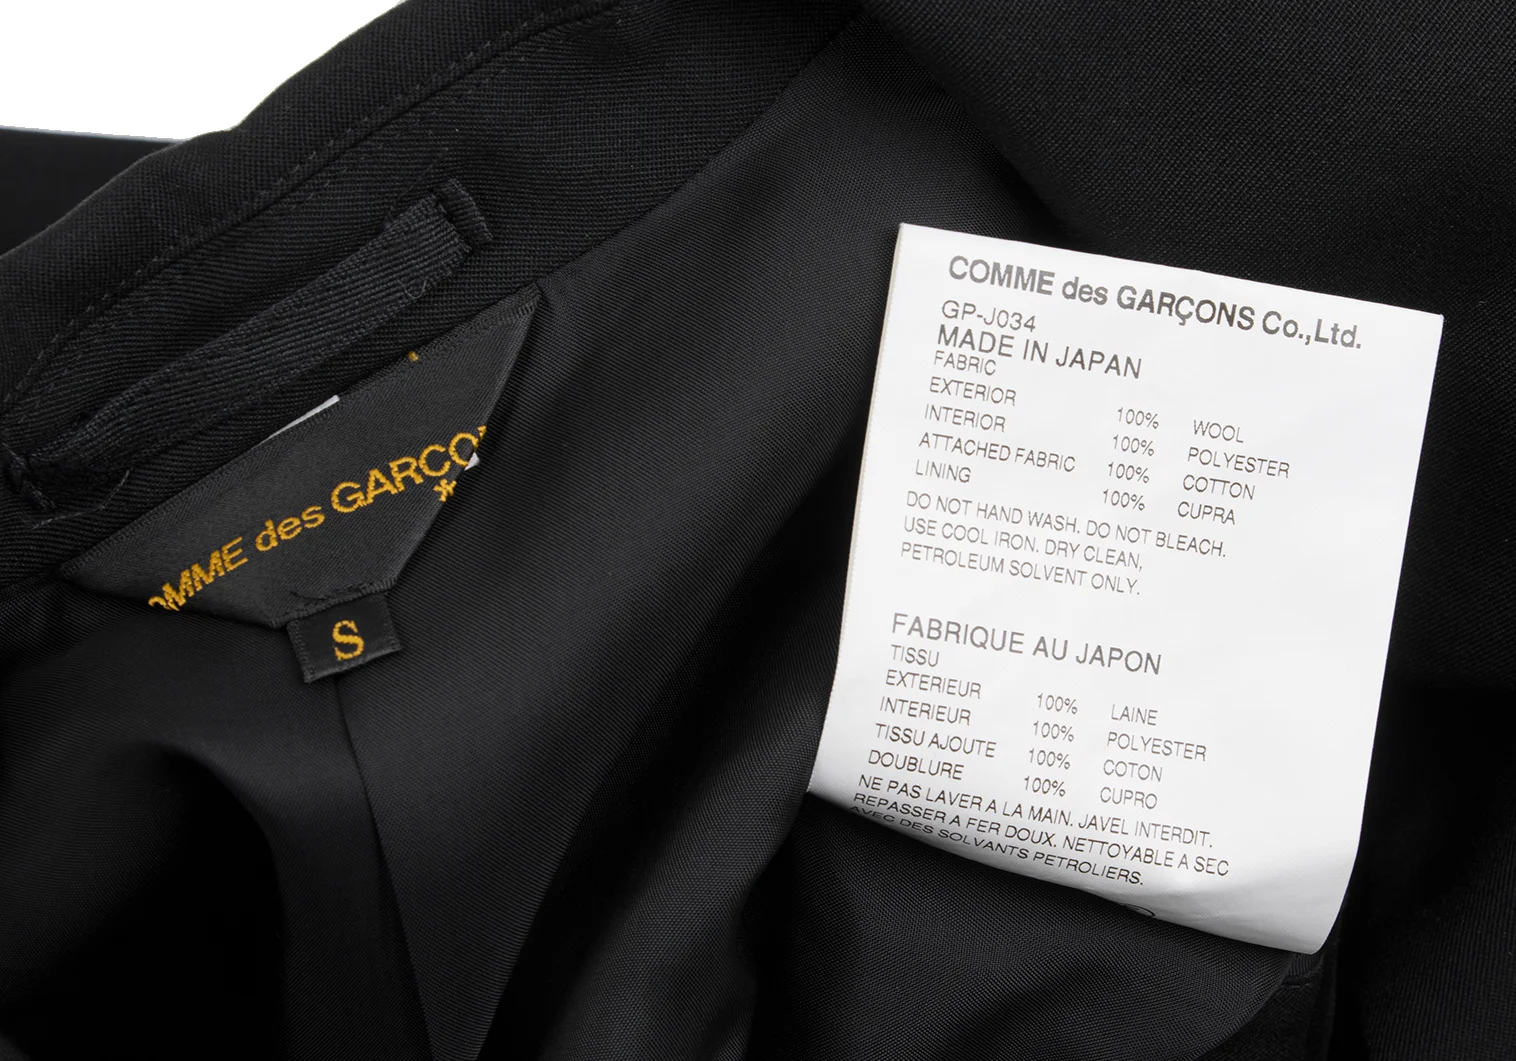 OMME des GARCO
*
S
COMME des GARÇONS Co.,Ltd.
GP-J034
MADE IN JAPAN
FABRIC
EXTERIOR 100% WOOL
INTERIOR 100% POLYESTER
ATTACHED FABRIC 100% COTTON
LINING 100% CUPRA
DO NOT HAND WASH. DO NOT BLEACH.
USE COOL IRON. DRY CLEAN,
PETROLEUM SOLVENT ONLY.
FABRIQUE AU JAPON
TISSU
EXTERIEUR 100% LAINE
INTERIEUR 100% POLYESTER
TISSU AJOUTE 100% COTON
DOUBLURE 100% CUPRO
NE PAS LAVER A LA MAIN. JAVEL INTERDIT.
REPASSER A FER DOUX. NETTOYABLE A SEC
AVEC DES SOLVANTS PETROLIERS.